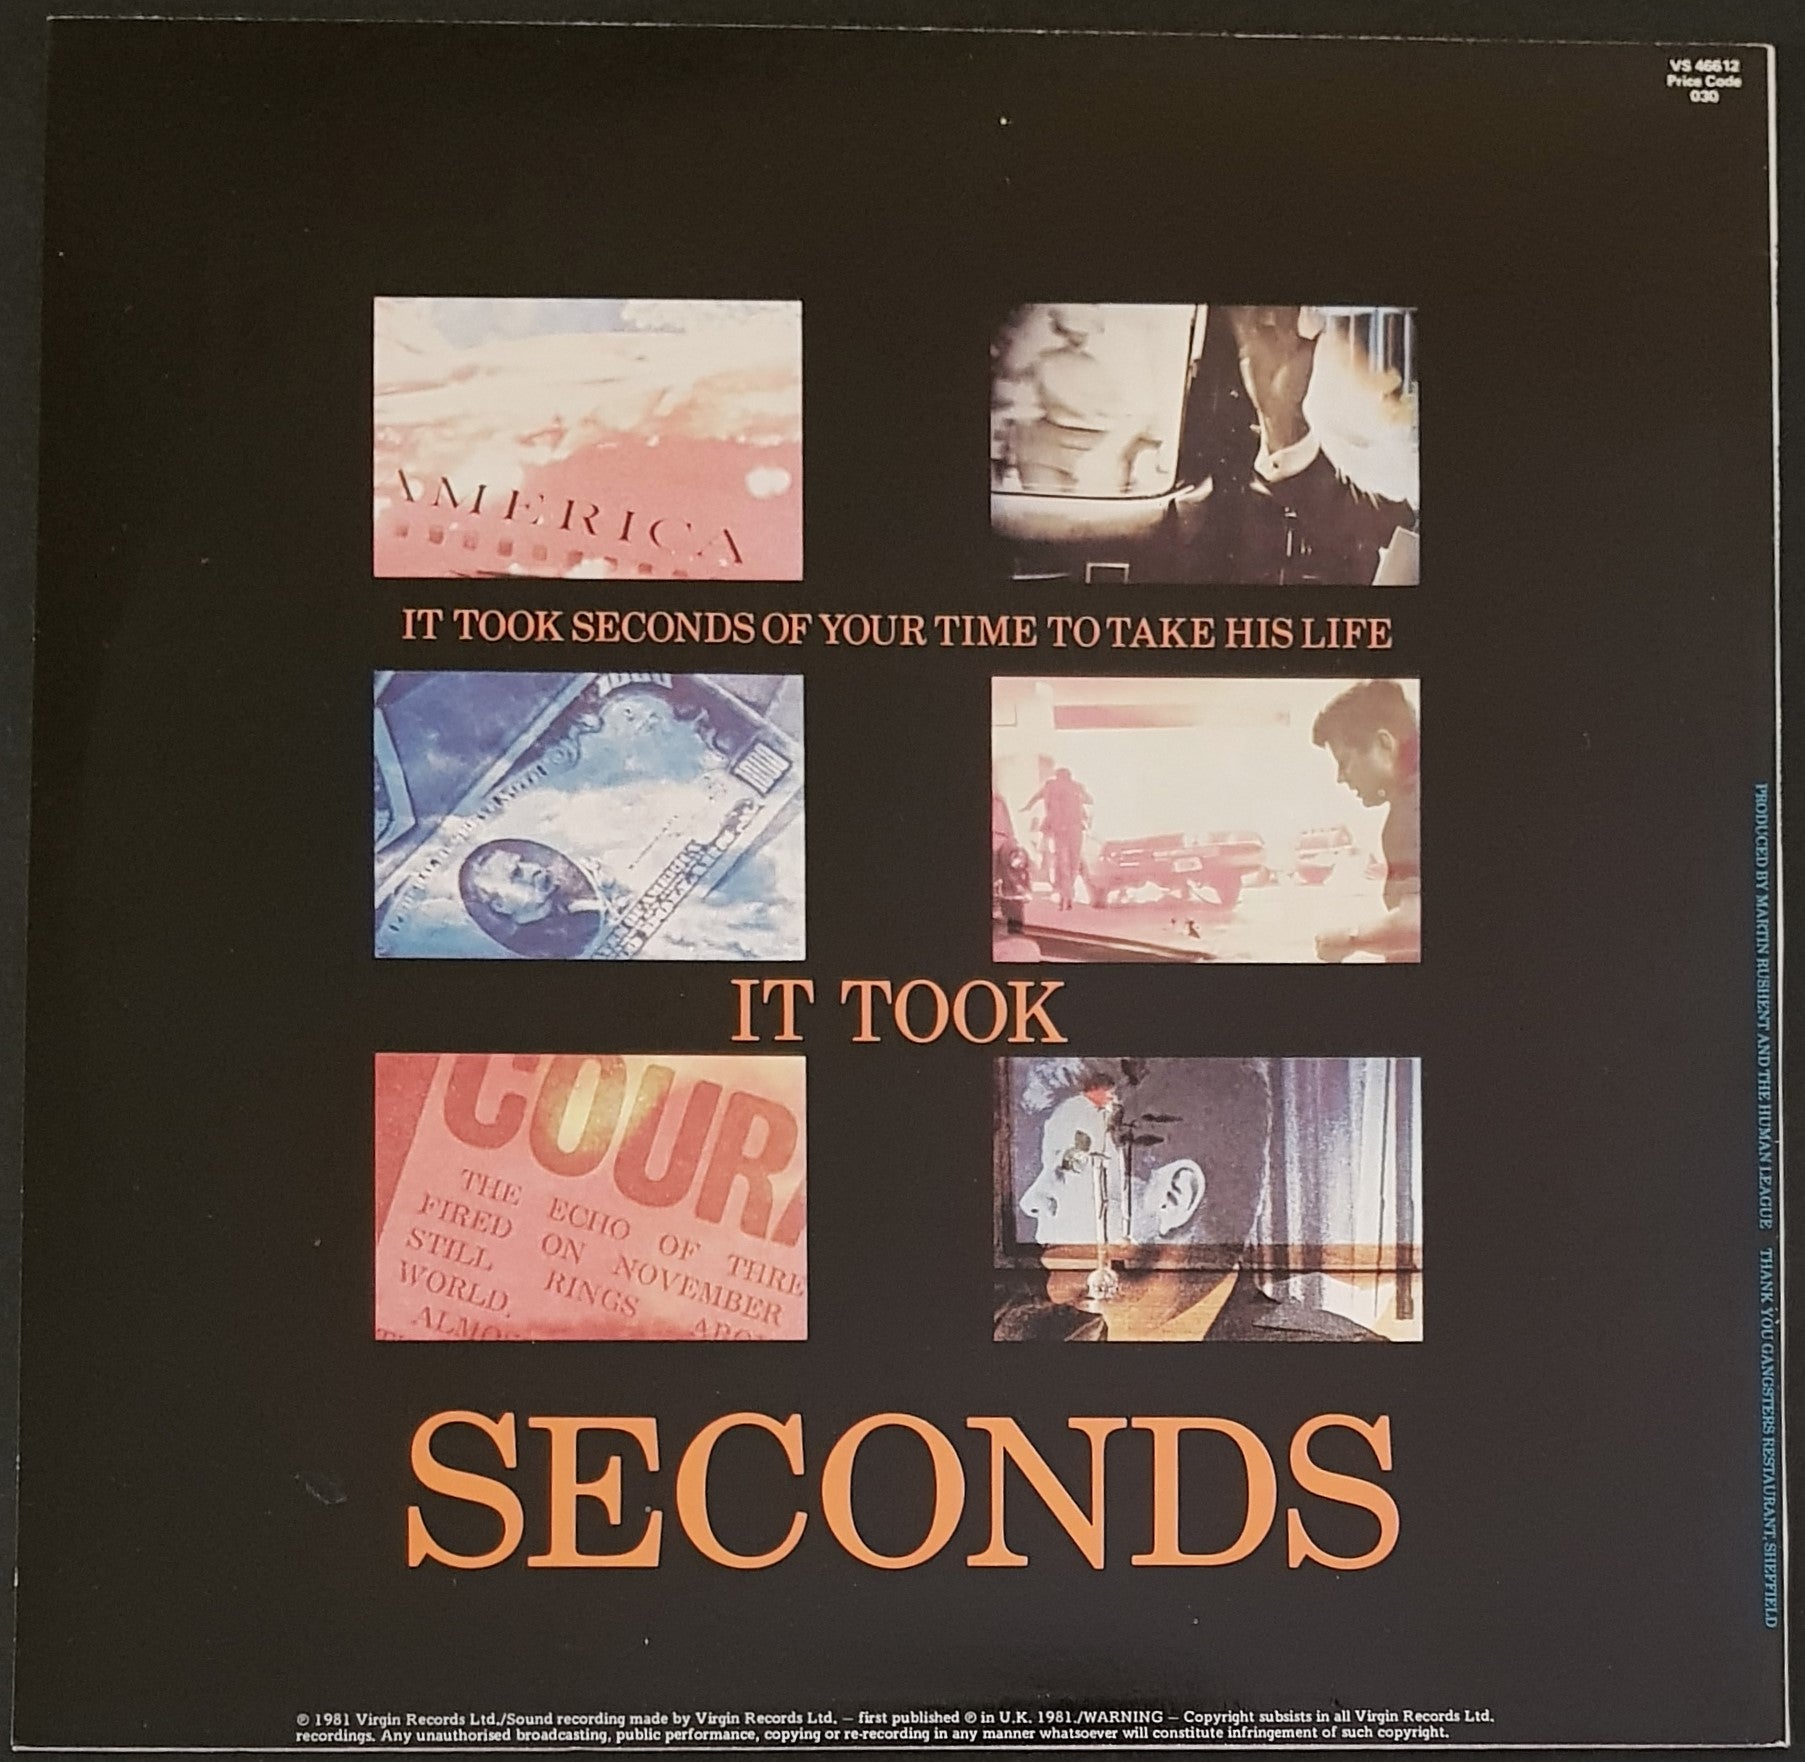 VS 46612
Price Code
030
AMERICA
IT TOOK SECONDS OF YOUR TIME TO TAKE HIS LIFE
IT TOOK
COURA
THE ECHO OF THRE
FIRED ON NOVEMBER
STILL RINGS
WORLD.
SECONDS
PRODUCED BY MARTIN RUSHENT AND THE HUMAN LEAGUE THANK YOU GANGSTERS RESTAURANT, SHEFFIELD
℗ 1981 Virgin Records Ltd./Sound recording made by Virgin Records Ltd. — first published ℗ in U.K. 1981./WARNING — Copyright subsists in all Virgin Records Ltd.
recordings. Any unauthorised broadcasting, public performance, copying or re-recording in any manner whatsoever will constitute infringement of such copyright.